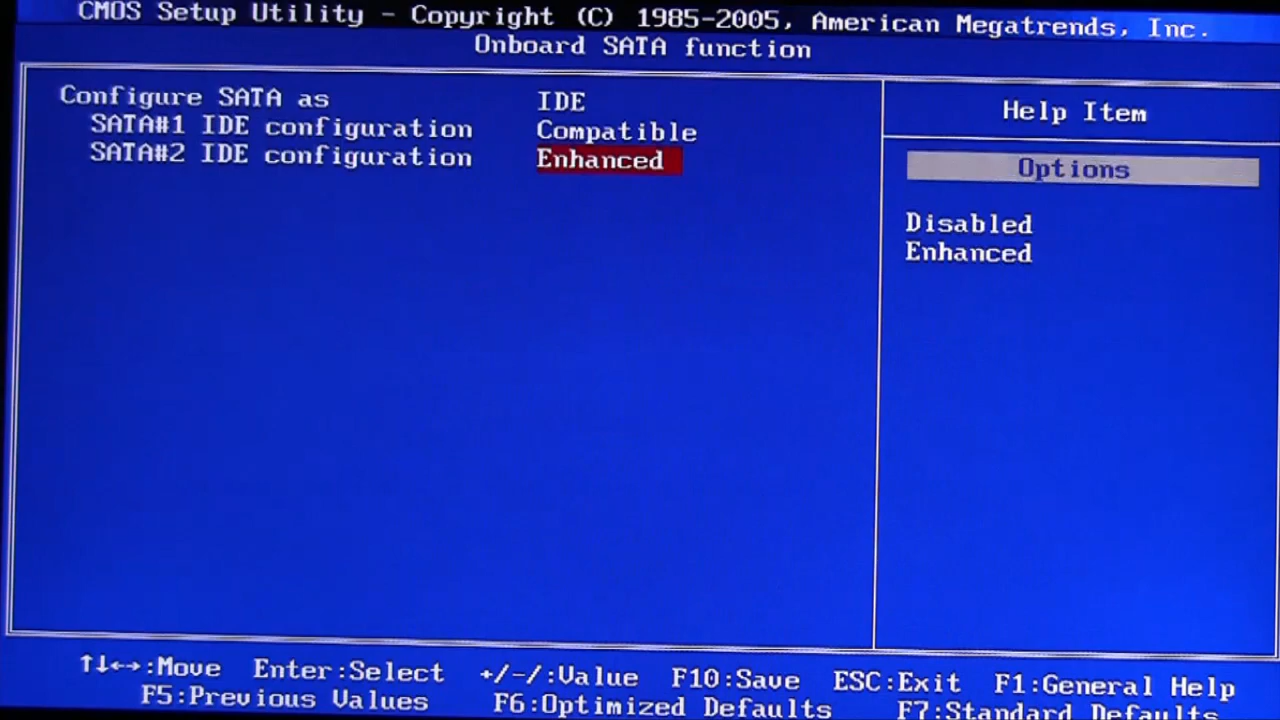 CMOS Setup Utility - Copyright (C) 1985-2005, American Megatrends, Inc.
Onboard SATA function
Configure SATA as IDE
SATA#1 IDE configuration Compatible
SATA#2 IDE configuration Enhanced
Help Item
Options
Disabled
Enhanced
↑↓←→:Move Enter:Select +/-/:Value F10:Save ESC:Exit F1:General Help
F5:Previous Values F6:Optimized Defaults F7:Standard Defaults